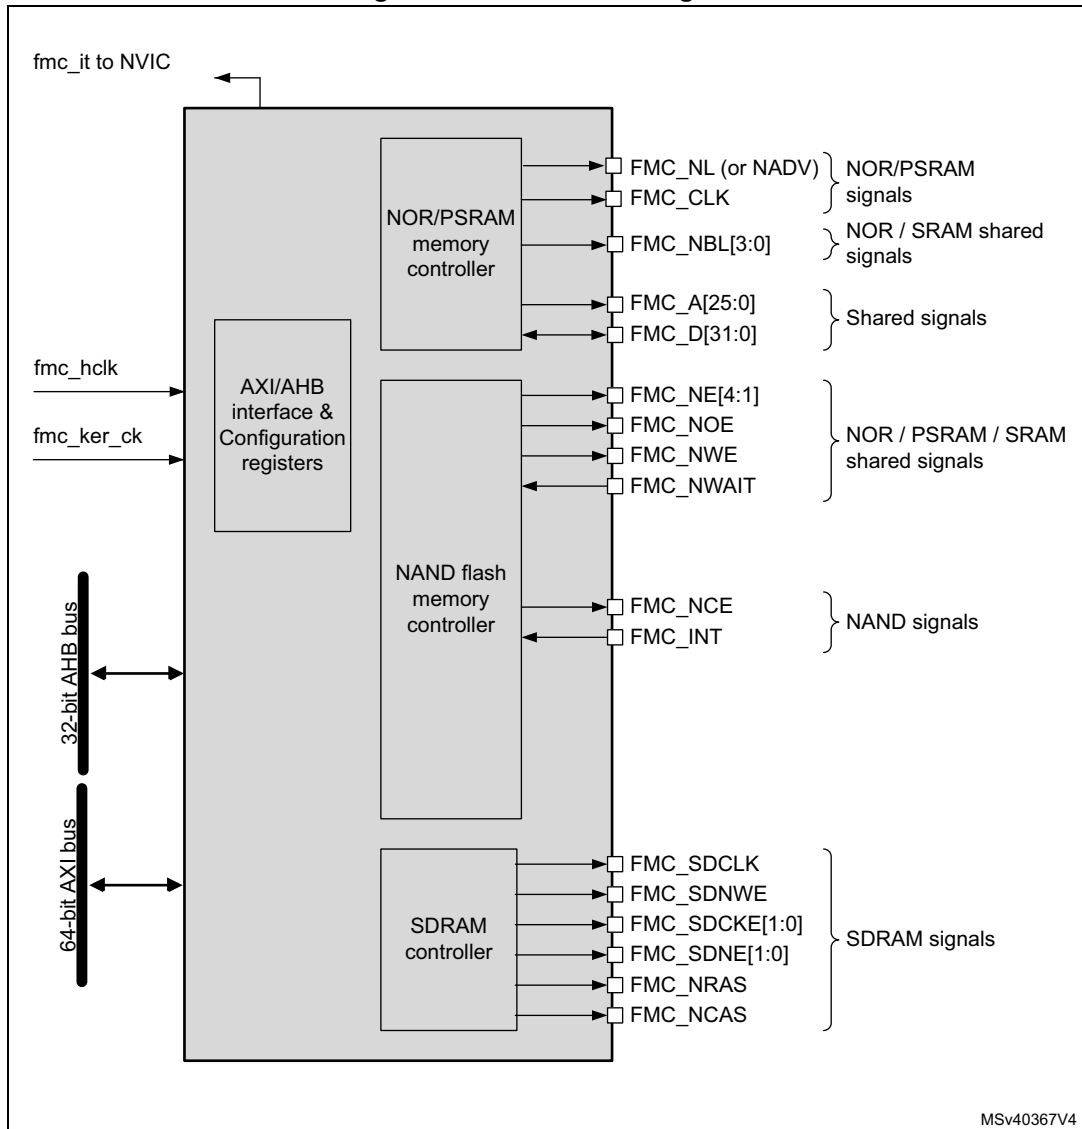 fmc_it to NVIC
NOR/PSRAM
memory
controller
FMC_NL (or NADV)
FMC_CLK
NOR/PSRAM
signals
FMC_NBL[3:0]
NOR / SRAM shared
signals
FMC_A[25:0]
FMC_D[31:0]
Shared signals
fmc_hclk
fmc_ker_ck
AXI/AHB
interface &
Configuration
registers
FMC_NE[4:1]
FMC_NOE
FMC_NWE
FMC_NWAIT
NOR / PSRAM / SRAM
shared signals
NAND flash
memory
controller
FMC_NCE
FMC_INT
NAND signals
32-bit AHB bus
64-bit AXI bus
SDRAM
controller
FMC_SDCLK
FMC_SDNWE
FMC_SDCKE[1:0]
FMC_SDNE[1:0]
FMC_NRAS
FMC_NCAS
SDRAM signals
MSv40367V4